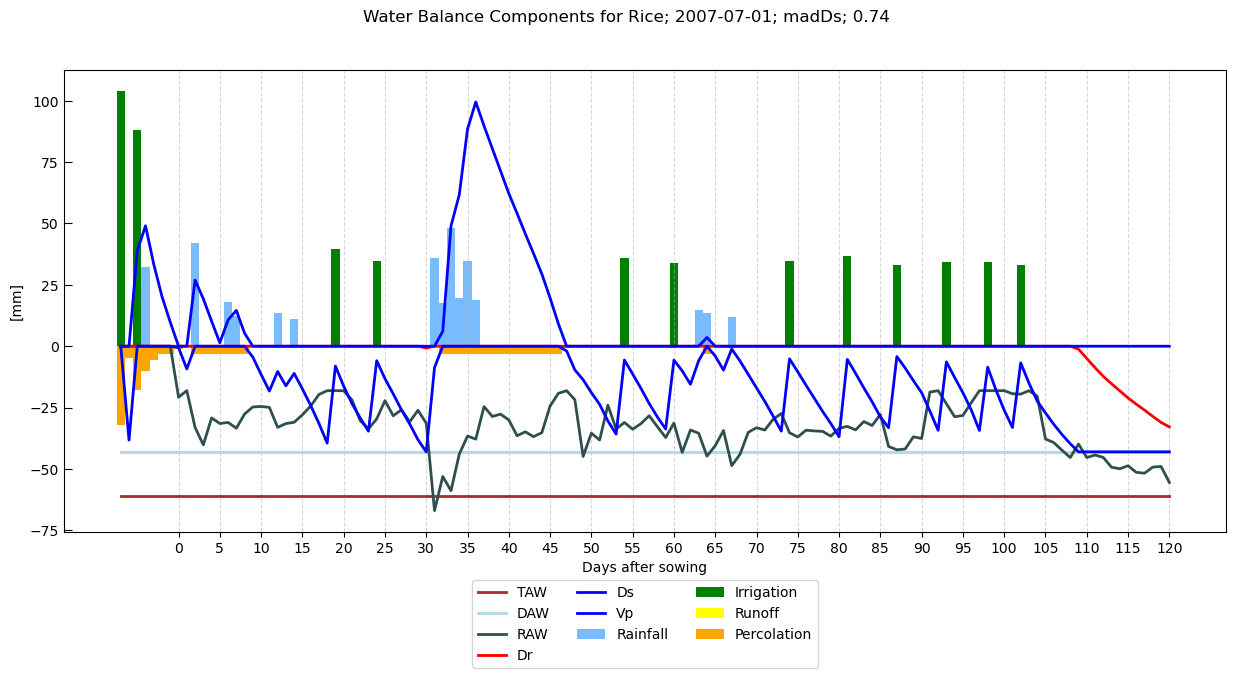 Water Balance Components for Rice; 2007-07-01; madDs; 0.74
100
75
50
25
0
−25
−50
−75
[mm]
0 5 10 15 20 25 30 35 40 45 50 55 60 65 70 75 80 85 90 95 100 105 110 115 120
Days after sowing
TAW Ds Irrigation
DAW Vp Runoff
RAW Rainfall Percolation
Dr